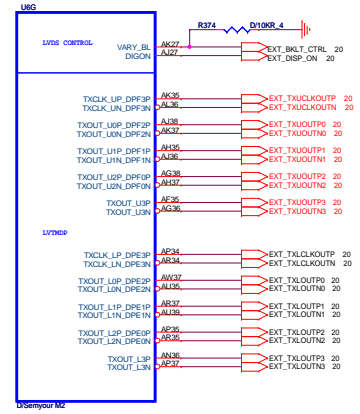 U6G
R374 D/10KR_4
LVDS CONTROL
VARY_BL AK27 EXT_BKLT_CTRL 20
DIGON AJ27 EXT_DISP_ON 20
TXCLK_UP_DPF3P AK35 EXT_TXUCLKOUTP 20
TXCLK_UN_DPF3N AL36 EXT_TXUCLKOUTN 20
TXOUT_U0P_DPF2P AJ38 EXT_TXUOUTP0 20
TXOUT_U0N_DPF2N AK37 EXT_TXUOUTN0 20
TXOUT_U1P_DPF1P AH35 EXT_TXUOUTP1 20
TXOUT_U1N_DPF1N AJ36 EXT_TXUOUTN1 20
TXOUT_U2P_DPF0P AG38 EXT_TXUOUTP2 20
TXOUT_U2N_DPF0N AH37 EXT_TXUOUTN2 20
TXOUT_U3P AF35 EXT_TXUOUTP3 20
TXOUT_U3N AG36 EXT_TXUOUTN3 20
LVTMDP
TXCLK_LP_DPE3P AP34 EXT_TXLCLKOUTP 20
TXCLK_LN_DPE3N AR34 EXT_TXLCLKOUTN 20
TXOUT_L0P_DPE2P AW37 EXT_TXLOUTP0 20
TXOUT_L0N_DPE2N AU35 EXT_TXLOUTN0 20
TXOUT_L1P_DPE1P AR37 EXT_TXLOUTP1 20
TXOUT_L1N_DPE1N AU39 EXT_TXLOUTN1 20
TXOUT_L2P_DPE0P AP35 EXT_TXLOUTP2 20
TXOUT_L2N_DPE0N AR35 EXT_TXLOUTN2 20
TXOUT_L3P AN36 EXT_TXLOUTP3 20
TXOUT_L3N AP37 EXT_TXLOUTN3 20
D/Semyour M2